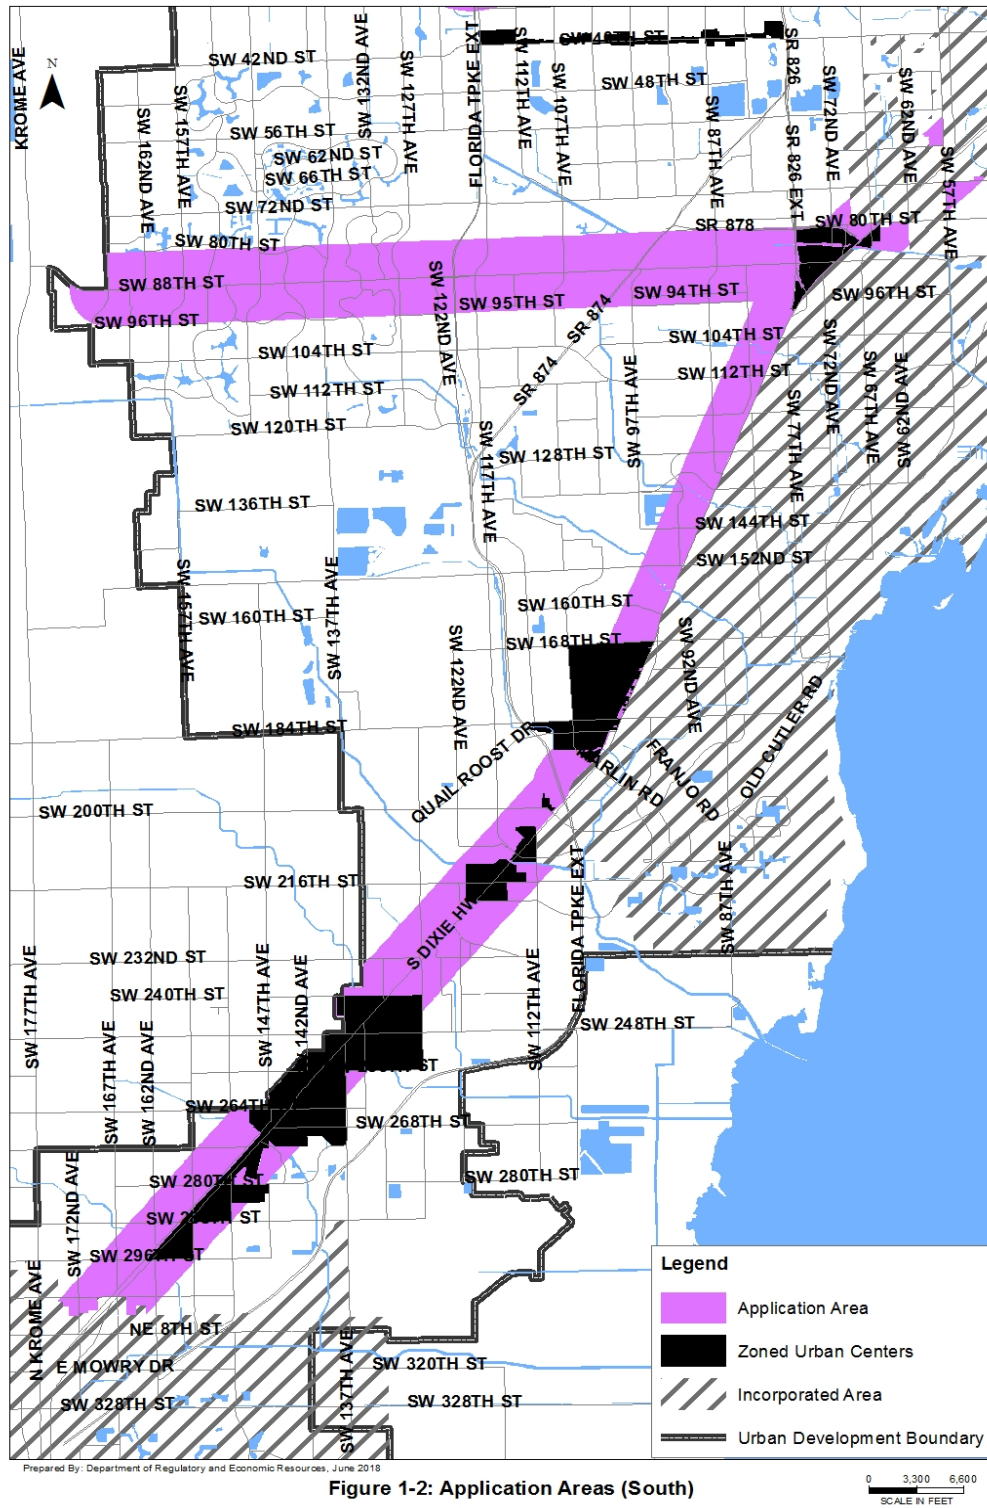 KROME AVE
N
SW 42ND ST
SW 132ND AVE
SW 127TH AVE
FLORIDA TPKE EXT
SW 112TH AVE
SW 40TH ST
SR 826
SW 107TH AVE
SW 48TH ST
SW 87TH AVE
SW 72ND AVE
SW 62ND AVE
SW 157TH AVE
SW 162ND AVE
SW 56TH ST
SW 62ND ST
SW 66TH ST
SW 72ND ST
SR 826 EXT
SW 57TH AVE
SR 878
SW 80TH ST
SW 80TH ST
SW 88TH ST
SW 122ND AVE
SW 95TH ST
SW 94TH ST
SW 96TH ST
SW 96TH ST
SR 874
SW 104TH ST
SW 104TH ST
SW 112TH ST
SW 112TH ST
SR 874
SW 97TH AVE
SW 72ND AVE
SW 67TH AVE
SW 62ND AVE
SW 77TH AVE
SW 120TH ST
SW 117TH AVE
SW 128TH ST
SW 136TH ST
SW 144TH ST
SW 152ND ST
SW 157TH AVE
SW 137TH AVE
SW 160TH ST
SW 160TH ST
SW 168TH ST
SW 122ND AVE
SW 92ND AVE
SW 184TH ST
QUAIL ROOST DR
ARLIN RD
FRANJO RD
OLD CUTLER RD
SW 200TH ST
SW 216TH ST
FLORIDA TPKE EXT
SW 87TH AVE
S DIXIE HW
SW 232ND ST
SW 240TH ST
SW 177TH AVE
SW 147TH AVE
142ND AVE
SW 112TH AVE
SW 248TH ST
SW 167TH AVE
SW 162ND AVE
SW 264TH
SW 268TH ST
SW 280TH ST
SW 280TH ST
SW 172ND AVE
SW 296TH ST
N KROME AVE
NE 8TH ST
E MOWRY DR
SW 137TH AVE
SW 320TH ST
SW 328TH ST
SW 328TH ST
Legend
Application Area
Zoned Urban Centers
Incorporated Area
Urban Development Boundary
Prepared By: Department of Regulatory and Economic Resources, June 2018
Figure 1-2: Application Areas (South)
0 3,300 6,600
SCALE IN FEET